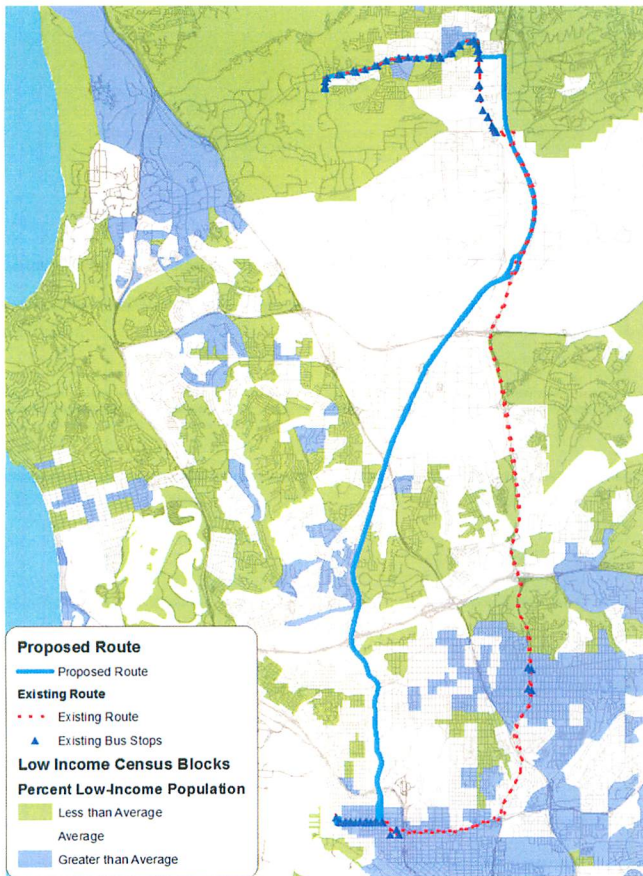 Proposed Route
Proposed Route
Existing Route
Existing Route
Existing Bus Stops
Low Income Census Blocks
Percent Low-Income Population
Less than Average
Average
Greater than Average